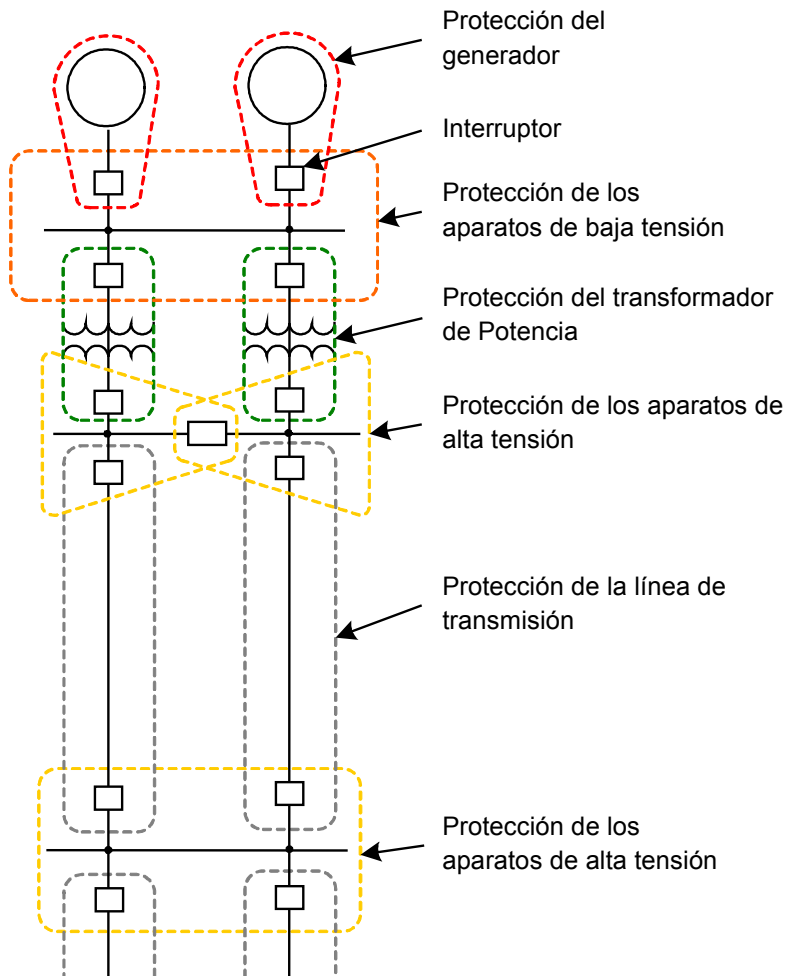 Protección del
generador
Interruptor
Protección de los
aparatos de baja tensión
Protección del transformador
de Potencia
Protección de los aparatos de
alta tensión
Protección de la línea de
transmisión
Protección de los
aparatos de alta tensión